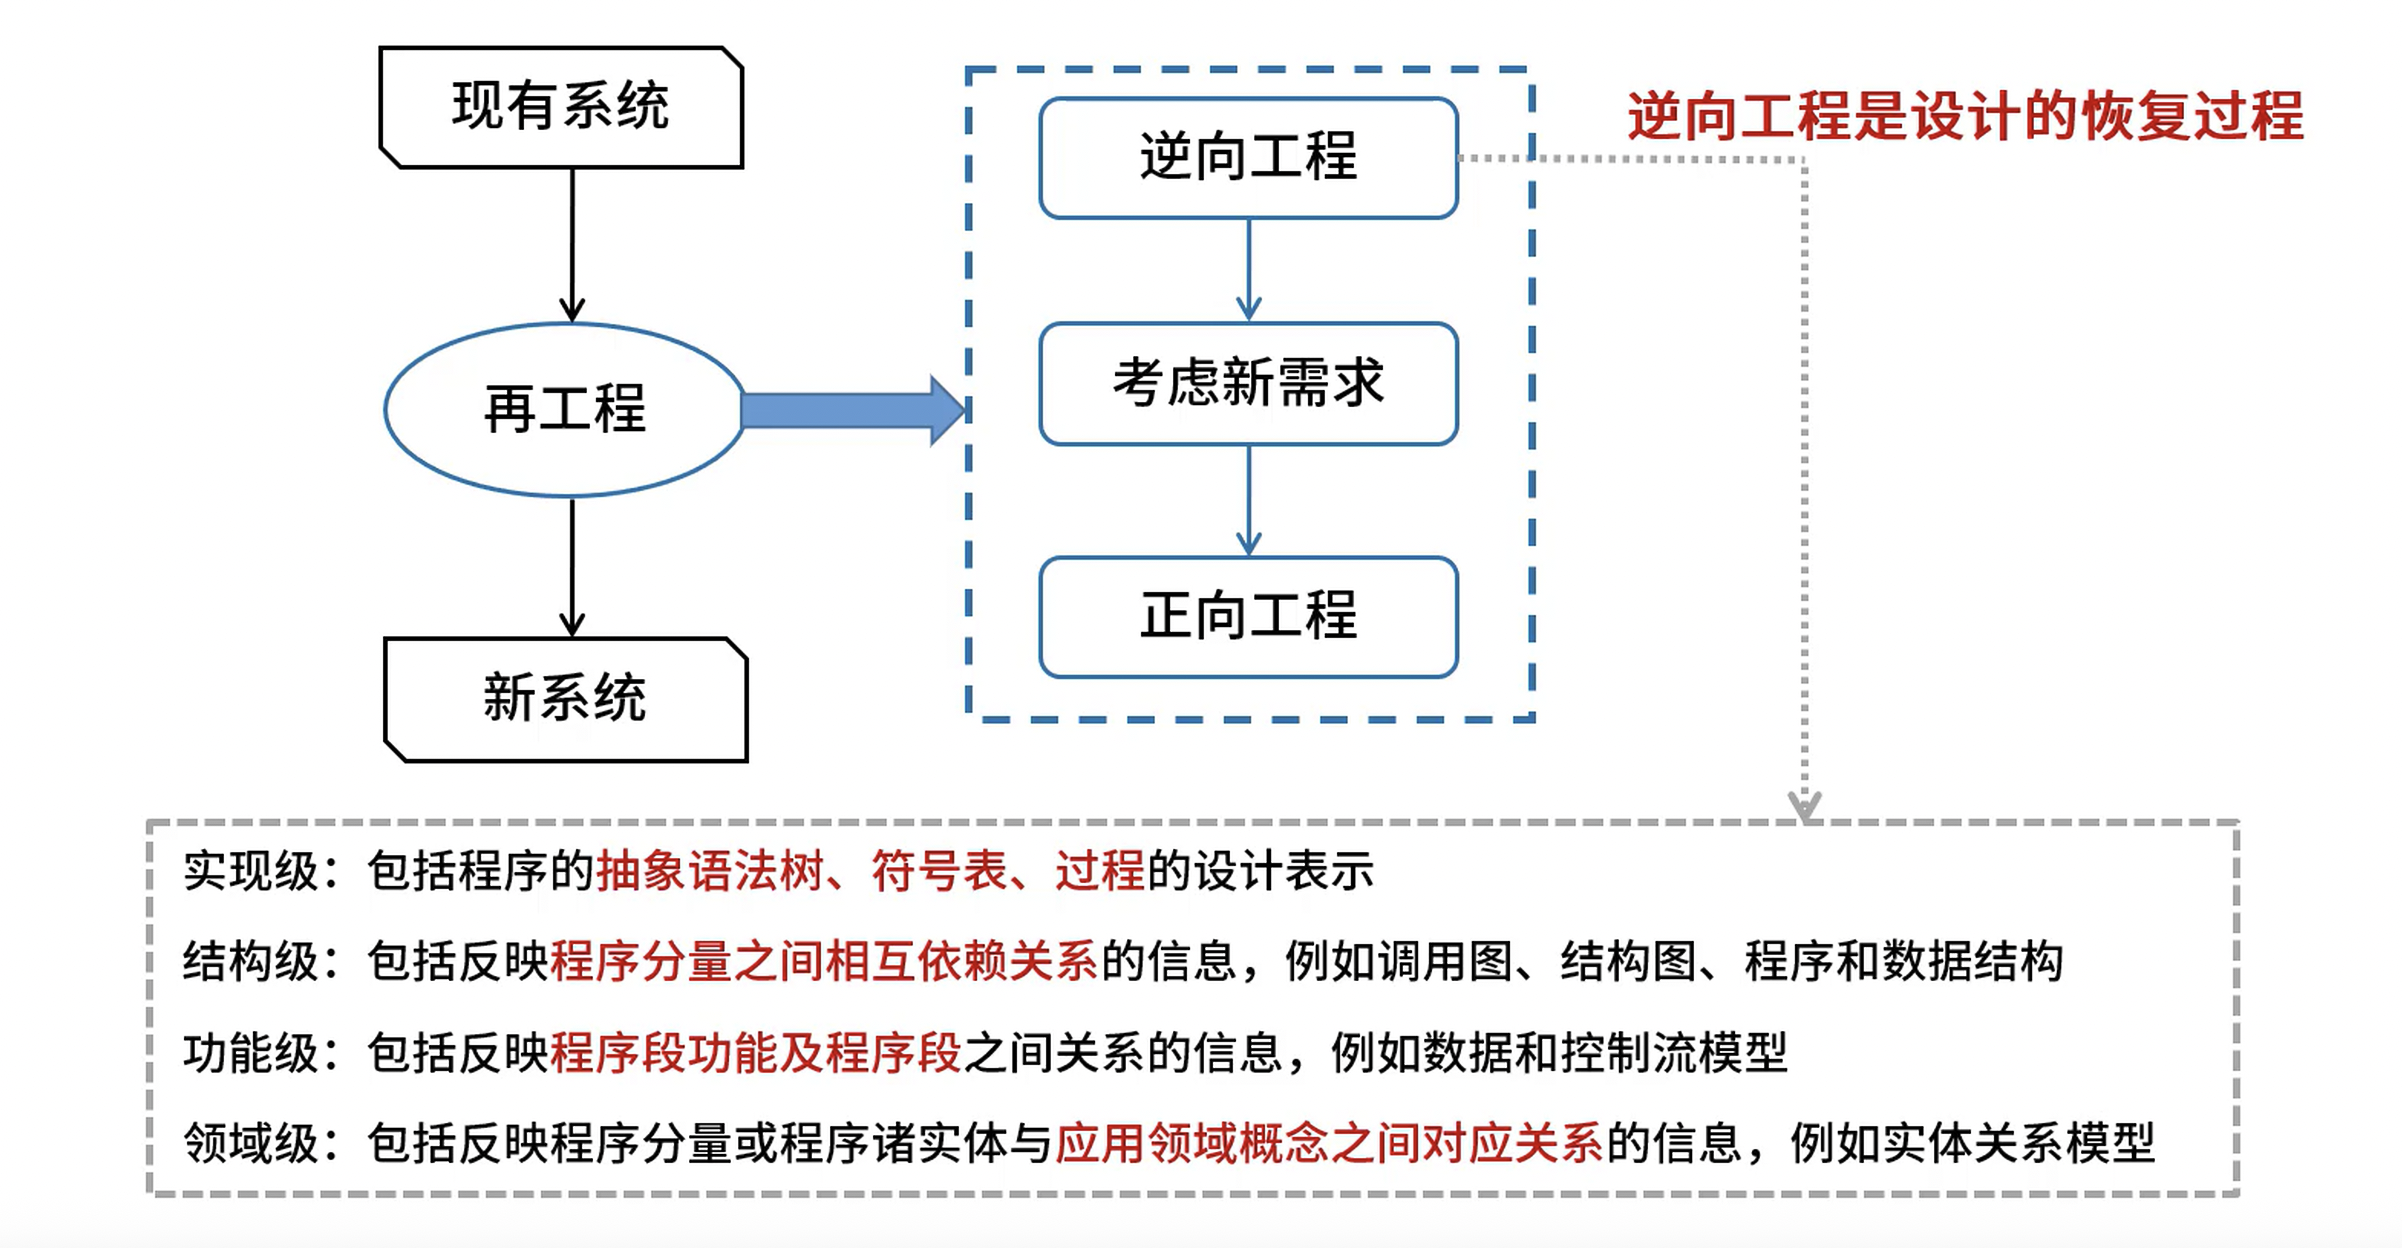 现有系统
再工程
新系统
逆向工程
考虑新需求
正向工程
逆向工程是设计的恢复过程
实现级：包括程序的抽象语法树、符号表、过程的设计表示
结构级：包括反映程序分量之间相互依赖关系的信息，例如调用图、结构图、程序和数据结构
功能级：包括反映程序段功能及程序段之间关系的信息，例如数据和控制流模型
领域级：包括反映程序分量或程序诸实体与应用领域概念之间对应关系的信息，例如实体关系模型